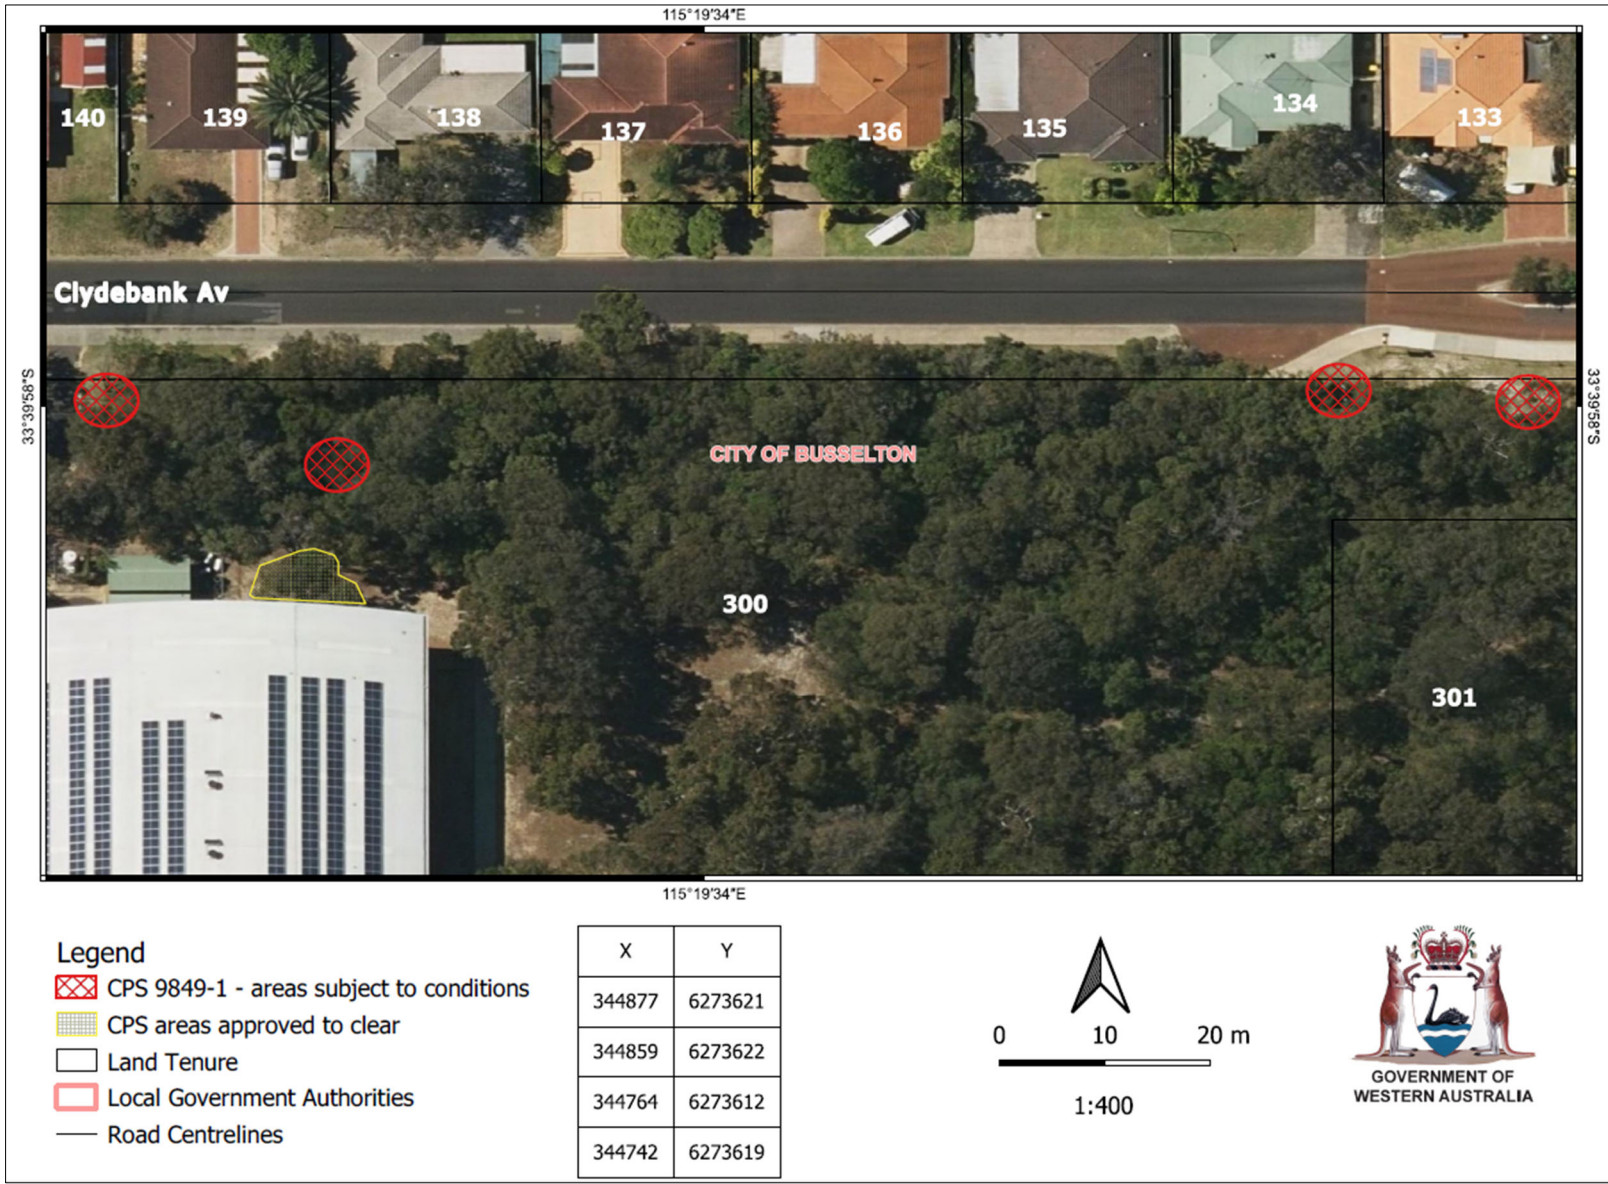 115°19'34"E
140
139
138
137
136
135
134
133
Clydebank Av
33°39'58"S
33°39'58"S
CITY OF BUSSELTON
300
301
115°19'34"E
Legend
CPS 9849-1 - areas subject to conditions
CPS areas approved to clear
Land Tenure
Local Government Authorities
Road Centrelines
X Y
344877 6273621
344859 6273622
344764 6273612
344742 6273619
0 10 20 m
1:400
GOVERNMENT OF
WESTERN AUSTRALIA